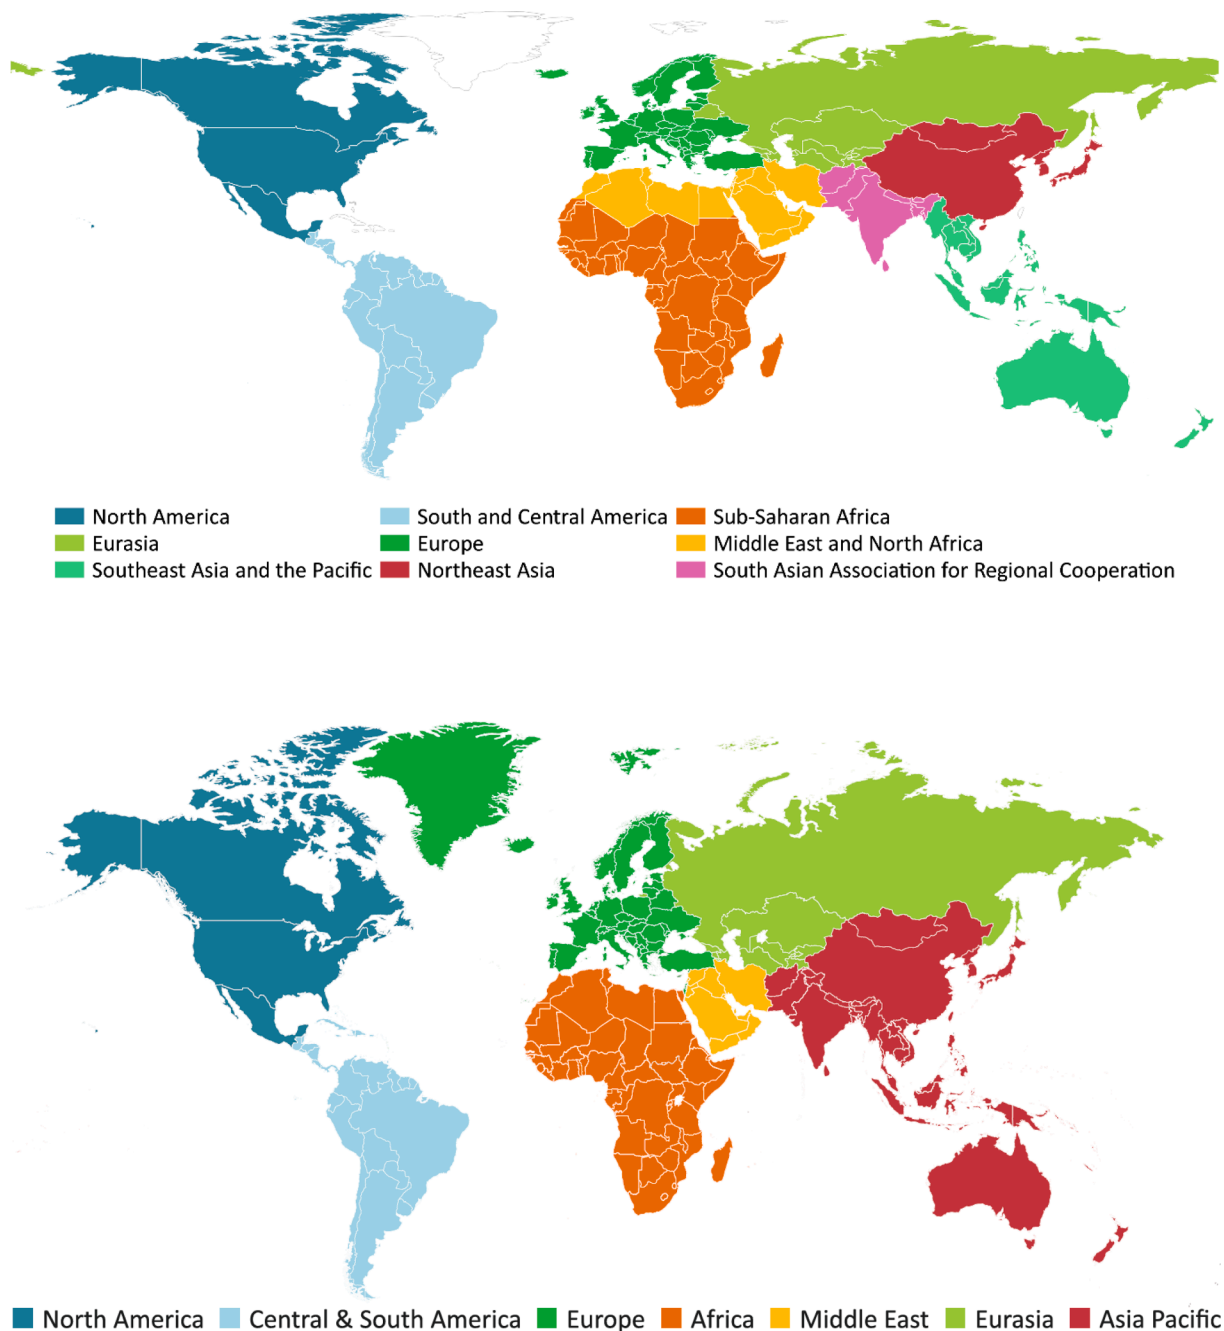 North America South and Central America Sub-Saharan Africa
Eurasia Europe Middle East and North Africa
Southeast Asia and the Pacific Northeast Asia South Asian Association for Regional Cooperation
North America Central & South America Europe Africa Middle East Eurasia Asia Pacific